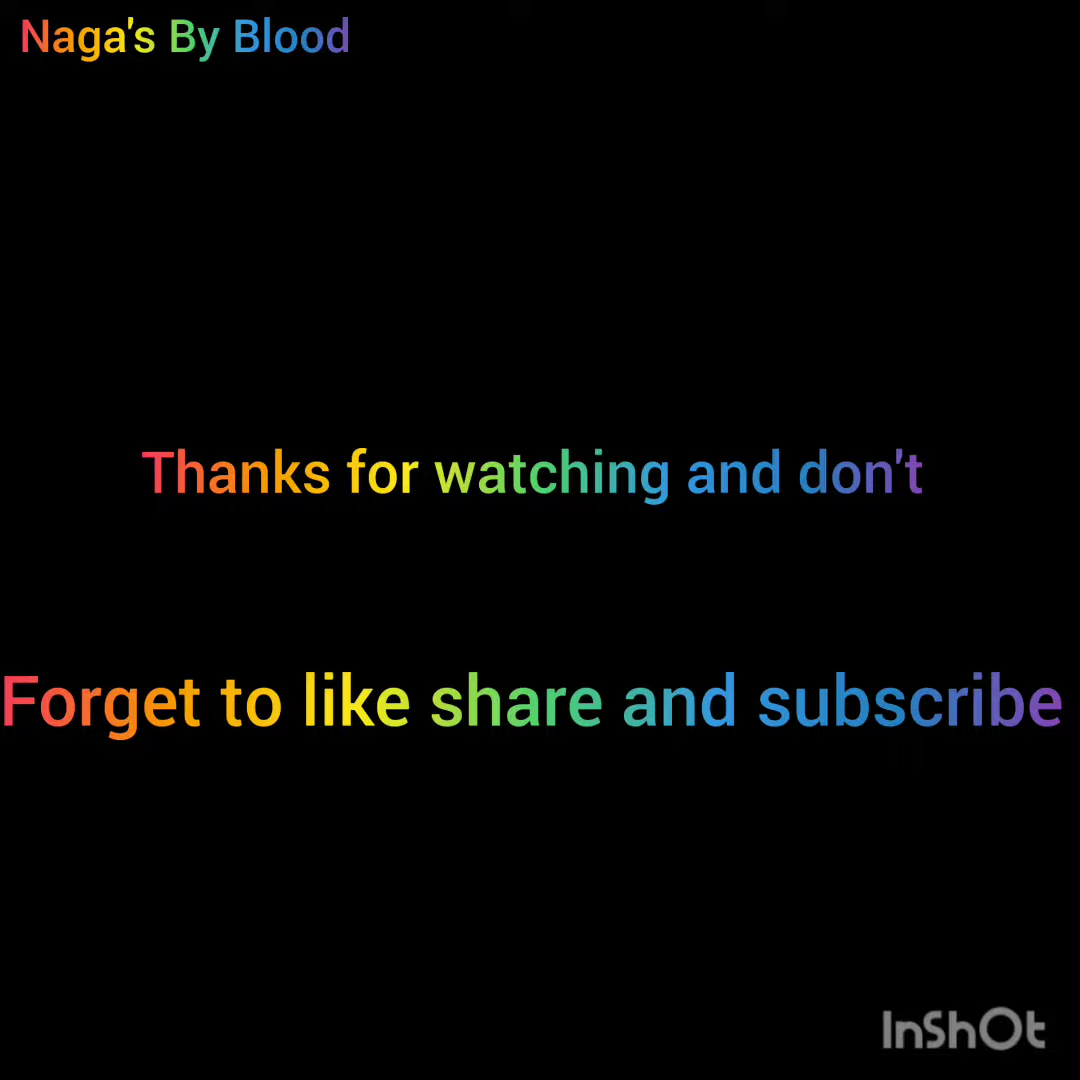 Naga's By Blood
Thanks for watching and don't
Forget to like share and subscribe
InShOt